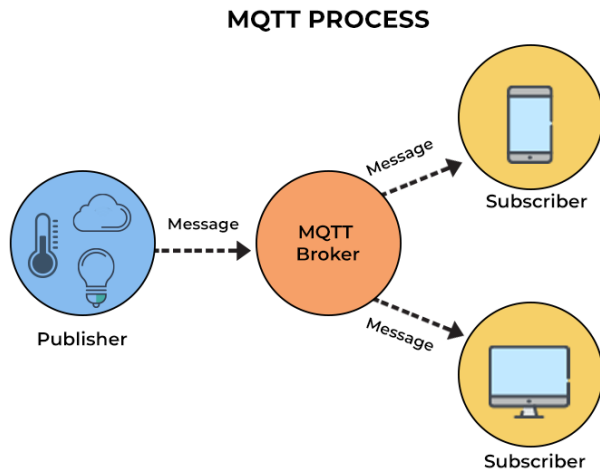 MQTT PROCESS
Message
Subscriber
Message
MQTT
Broker
Publisher
Message
Subscriber